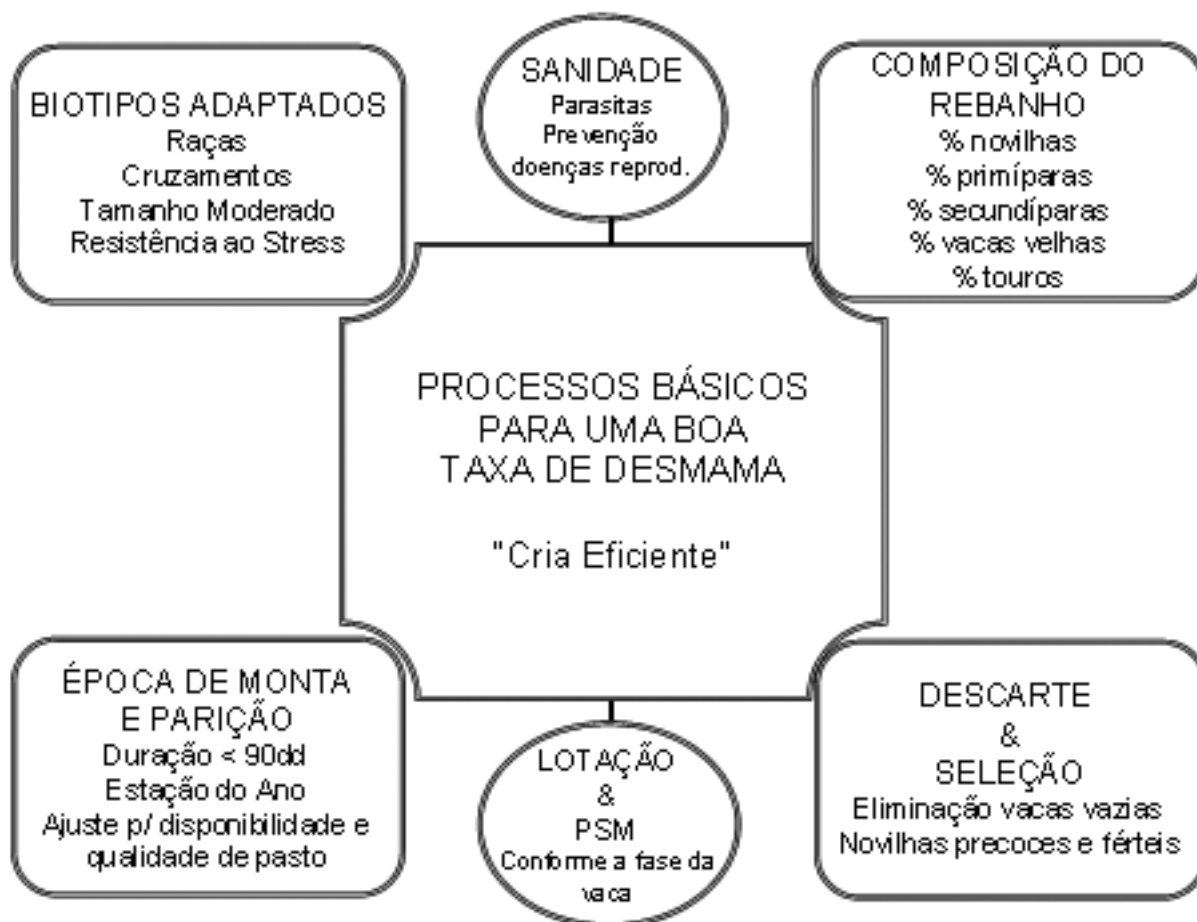 BIOTIPOS ADAPTADOS
Raças
Cruzamentos
Tamanho Moderado
Resistência ao Stress
SANIDADE
Parasitas
Prevenção
doenças reprod.
COMPOSIÇÃO DO
REBANHO
% novilhas
% primíparas
% secundíparas
% vacas velhas
% touros
PROCESSOS BÁSICOS
PARA UMA BOA
TAXA DE DESMAMA
"Cria Eficiente"
ÉPOCA DE MONTA
E PARIÇÃO
Duração < 90dd
Estação do Ano
Ajuste p/ disponibilidade e
qualidade de pasto
LOTAÇÃO
&
PSM
Conforme a fase da
vaca
DESCARTE
&
SELEÇÃO
Eliminação vacas vazias
Novilhas precoces e férteis